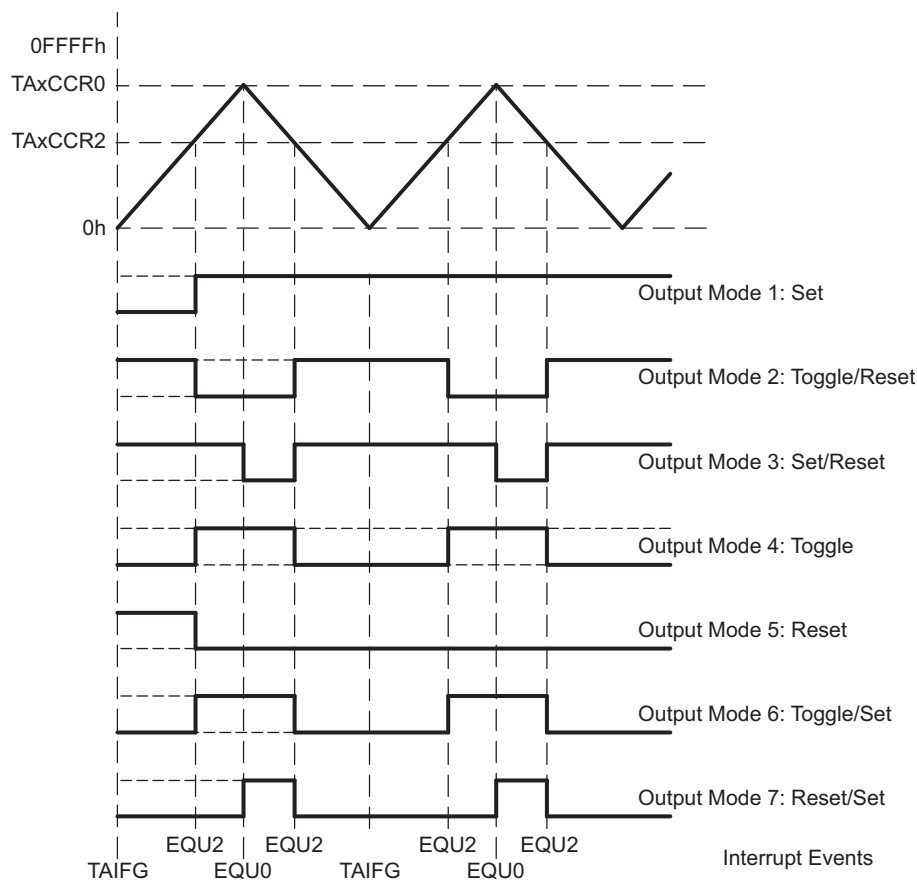 0FFFFh
TAxCCR0
TAxCCR2
0h
Output Mode 1: Set
Output Mode 2: Toggle/Reset
Output Mode 3: Set/Reset
Output Mode 4: Toggle
Output Mode 5: Reset
Output Mode 6: Toggle/Set
Output Mode 7: Reset/Set
EQU2 EQU2 EQU2 EQU2
TAIFG EQU0 TAIFG EQU0 Interrupt Events